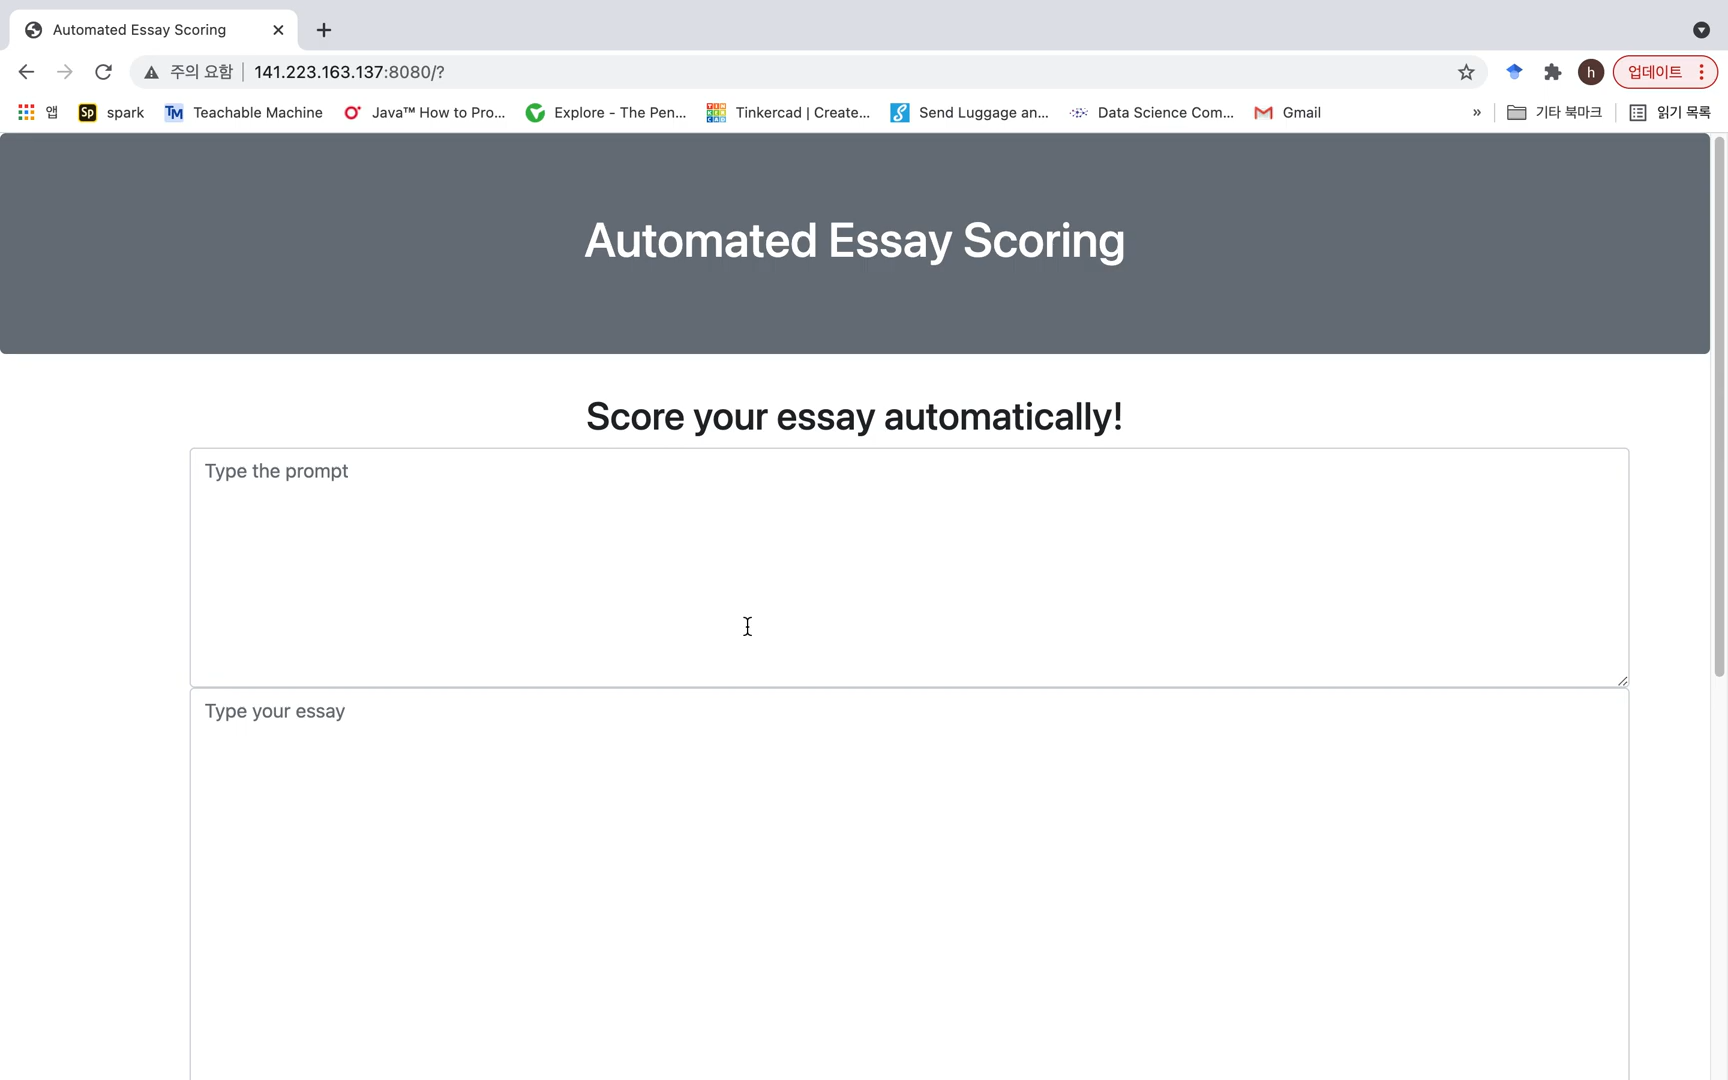 Automated Essay Scoring
주의 요함 141.223.163.137:8080/?
h
업데이트
앱
Sp spark
TM Teachable Machine
Java™ How to Pro...
Explore - The Pen...
Tinkercad | Create...
Send Luggage an...
Data Science Com...
Gmail
»
기타 북마크
읽기 목록
Automated Essay Scoring
Score your essay automatically!
Type the prompt
Type your essay